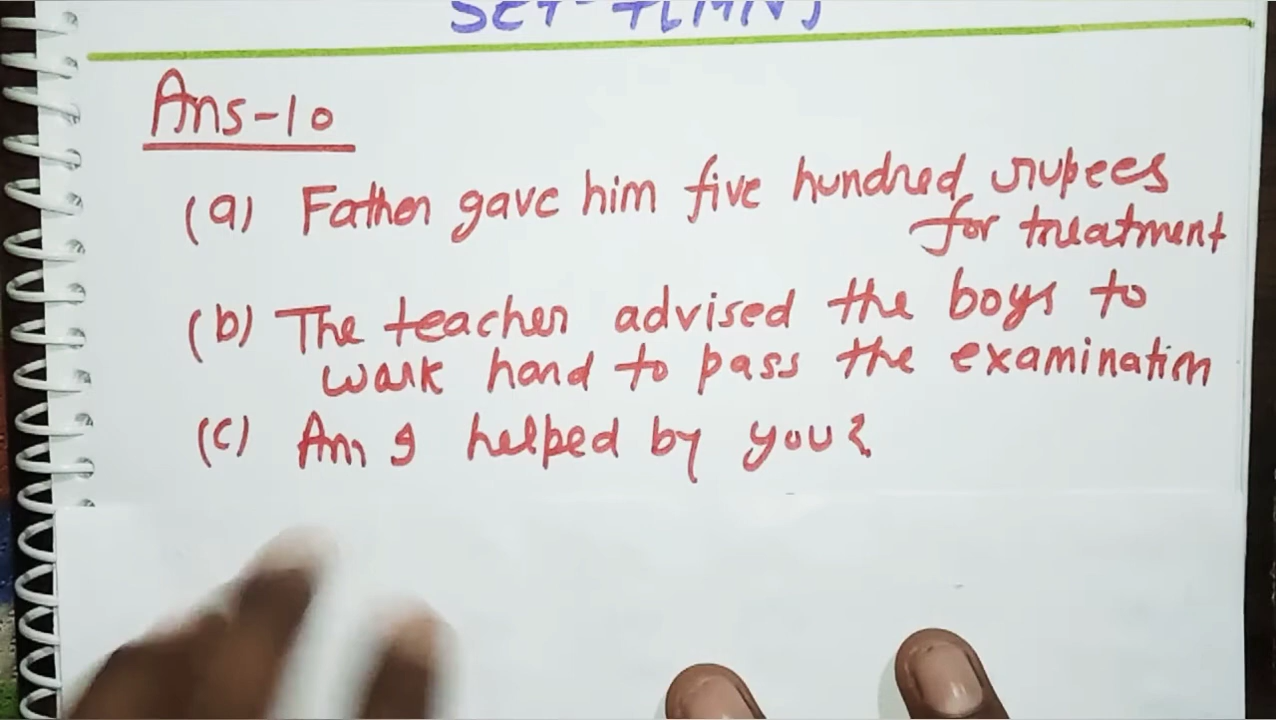 Ans-10
(a) Father gave him five hundred rupees
for treatment
(b) The teacher advised the boys to
work hard to pass the examination
(c) Am I helped by you?